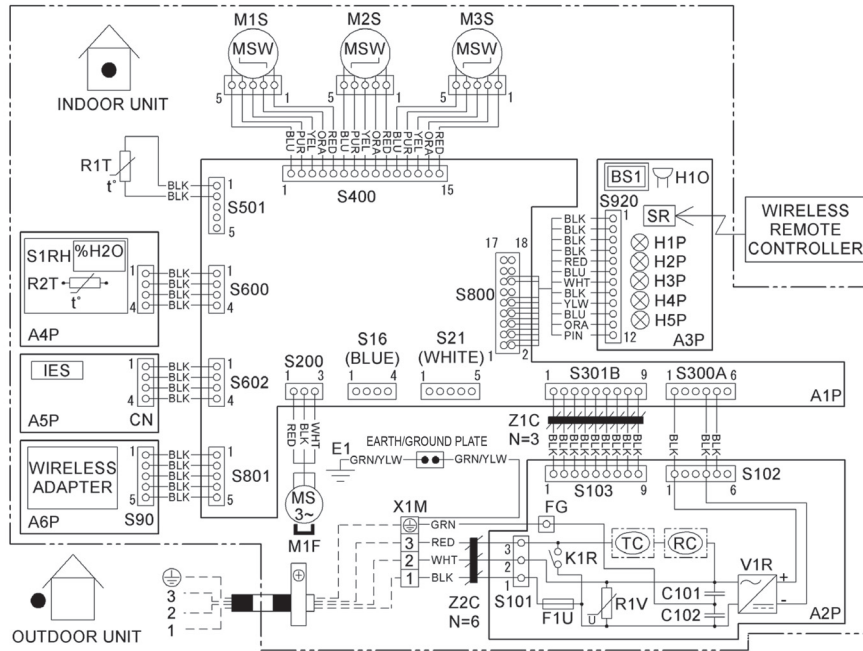 M1S M2S M3S
MSW MSW MSW
INDOOR UNIT
5 1 5 1 5 1
BLU PUR YEL ORA RED BLU PUR YEL ORA RED BLU PUR YEL ORA RED
1 15
S400
R1T
t°
BLK
BLK
1
S501
5
S1RH %H2O
R2T
t°
A4P
1 BLK 1
BLK
BLK
4 BLK 4
S600
IES
A5P
CN
1 BLK 1
BLK
BLK
4 BLK 4
S602
WIRELESS
ADAPTER
A6P
S90
1 BLK 1
BLK
BLK
BLK
5 BLK 5
S801
S200
1 3
RED BLK WHT
MS
3~
M1F
S16
(BLUE)
1 4
S21
(WHITE)
1 5
17 18
S800
1 2
BS1 H1O
S920
SR
BLK 1
BLK
BLK
BLK
RED
BLU
WHT
BLK
YLW
BLU
ORA
PIN 12
H1P
H2P
H3P
H4P
H5P
A3P
WIRELESS
REMOTE
CONTROLLER
S301B S300A
1 9 1 6
A1P
Z1C
N=3
BLK BLK BLK BLK BLK BLK BLK BLK BLK
BLK BLK BLK
1 9 1 6
S103 S102
E1
EARTH/GROUND PLATE
GRN/YLW GRN/YLW
X1M
GRN
3 RED
2 WHT
1 BLK
Z2C
N=6
FG
3
2
1
S101
K1R
TC RC
V1R
+
-
F1U
R1V
U
C101
C102
A2P
3
2
1
OUTDOOR UNIT